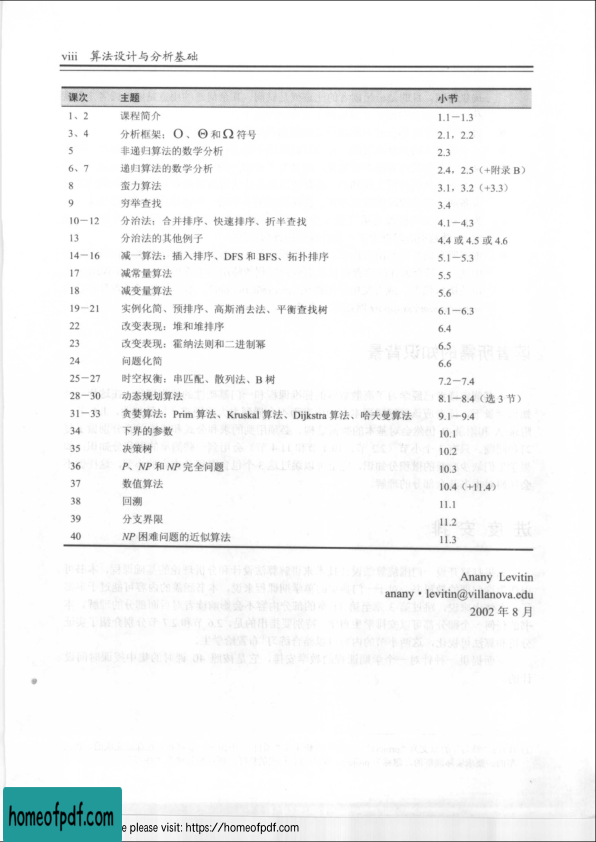 viii 算法设计与分析基础
课次 主题 小节
1、2 课程简介 1.1－1.3
3、4 分析框架；O、Θ和Ω符号 2.1, 2.2
5 非递归算法的数学分析 2.3
6、7 递归算法的数学分析 2.4, 2.5 (+附录 B)
8 蛮力算法 3.1, 3.2 (+3.3)
9 穷举查找 3.4
10－12 分治法：合并排序、快速排序、折半查找 4.1－4.3
13 分治法的其他例子 4.4 或 4.5 或 4.6
14－16 减一算法：插入排序、DFS 和 BFS、拓扑排序 5.1－5.3
17 减常量算法 5.5
18 减变量算法 5.6
19－21 实例化简、预排序、高斯消去法、平衡查找树 6.1－6.3
22 改变表现：堆和堆排序 6.4
23 改变表现：霍纳法则和二进制幂 6.5
24 问题化简 6.6
25－27 时空权衡：串匹配、散列法、B 树 7.2－7.4
28－30 动态规划算法 8.1－8.4 (选 3 节)
31－33 贪婪算法：Prim 算法、Kruskal 算法、Dijkstra 算法、哈夫曼算法 9.1－9.4
34 下界的参数 10.1
35 决策树 10.2
36 P、NP 和 NP 完全问题 10.3
37 数值算法 10.4 (+11.4)
38 回溯 11.1
39 分支界限 11.2
40 NP 困难问题的近似算法 11.3
Anany Levitin
anany·levitin@villanova.edu
2002 年 8 月
homeofpdf.com
e please visit: https://homeofpdf.com